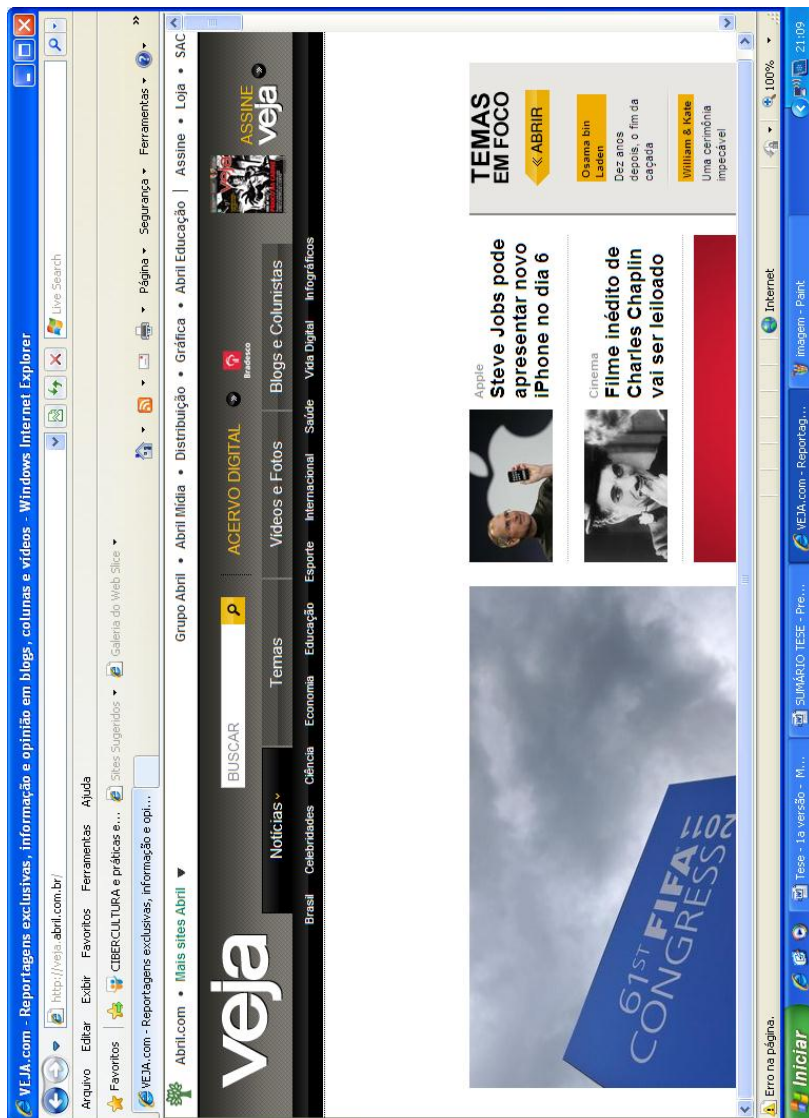 VEJA.com - Reportagens exclusivas, informação e opinião em blogs, colunas e vídeos - Windows Internet Explorer
http://veja.abril.com.br/
Live Search
Arquivo Editar Exibir Favoritos Ferramentas Ajuda
Favoritos CIBERCULTURA e práticas e... Sites Sugeridos Galeria do Web Slice
VEJA.com - Reportagens exclusivas, informação e opi...
Página Segurança Ferramentas »
Abril.com • Mais sites Abril Grupo Abril • Abril Mídia • Distribuição • Gráfica • Abril Educação | Assine • Loja • SAC
veja
BUSCAR
ACERVO DIGITAL
Bradesco
ASSINE
veja
Notícias Temas Vídeos e Fotos Blogs e Colunistas
Brasil Celebridades Ciência Economia Educação Esporte Internacional Saúde Vida Digital Infográficos
61ST FIFA
CONGRESS 2011
Apple
Steve Jobs pode
apresentar novo
iPhone no dia 6
Cinema
Filme inédito de
Charles Chaplin
vai ser leiloado
TEMAS
EM FOCO
« ABRIR
Osama bin
Laden
Dez anos
depois, o fim da
caçada
William & Kate
Uma cerimônia
impecável
Erro na página.
Internet
100%
Iniciar
Tese - 1a versão - M...
SUMÁRIO TESE - Pre...
VEJA.com - Reportag...
imagem - Paint
21:09